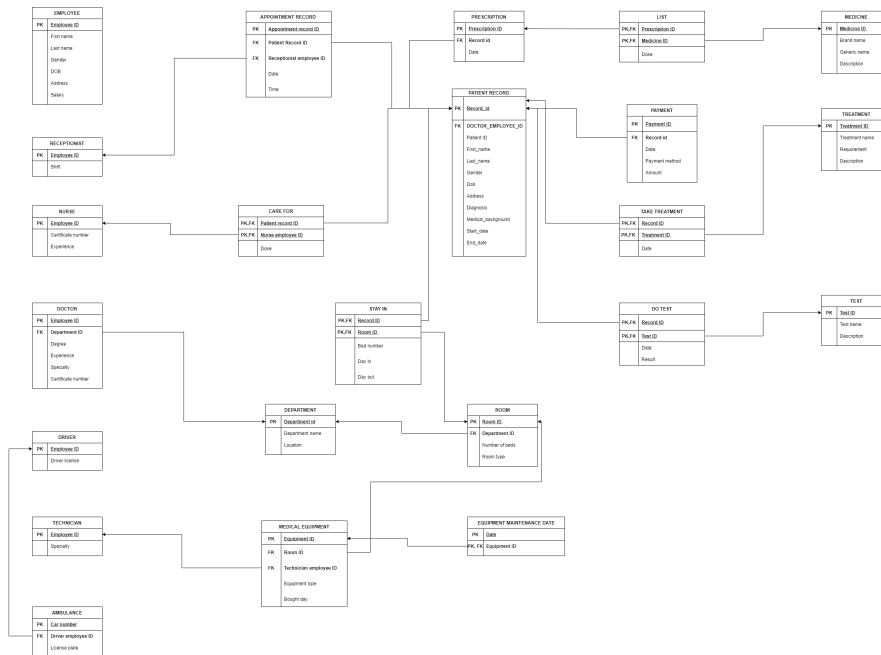 EMPLOYEE
PK Employee ID
First name
Last name
Gender
DOB
Address
Salary
APPOINTMENT RECORD
PK Appointment record ID
FK Patient Record ID
FK Receptionist employee ID
Date
Time
PRESCRIPTION
PK Prescription ID
FK Record id
Date
LIST
PK,FK Prescription ID
PK,FK Medicine ID
Dose
MEDICINE
PK Medicine ID
Brand name
Generic name
Description
PATIENT RECORD
PK Record_id
FK DOCTOR_EMPLOYEE_ID
Patient ID
First_name
Last_name
Gender
Dob
Address
Diagnosis
Medical_background
Start_date
End_date
PAYMENT
PK Payment ID
FK Record id
Date
Payment method
Amount
TREATMENT
PK Treatment ID
Treatment name
Requirement
Description
RECEPTIONIST
PK Employee ID
Shift
NURSE
PK Employee ID
Certificate number
Experience
CARE FOR
PK,FK Patient record ID
PK,FK Nurse employee ID
Dose
TAKE TREATMENT
PK,FK Record ID
PK,FK Treatment ID
Date
DOCTOR
PK Employee ID
FK Department ID
Degree
Experience
Specialty
Certificate number
STAY IN
PK,FK Record ID
PK,FK Room ID
Bed number
Day in
Day out
DO TEST
PK,FK Record ID
PK,FK Test ID
Date
Result
TEST
PK Test ID
Test name
Description
DEPARTMENT
PK Department id
Department name
Location
ROOM
PK Room ID
FK Department ID
Number of beds
Room type
DRIVER
PK Employee ID
Driver license
TECHNICIAN
PK Employee ID
Specialty
MEDICAL EQUIPMENT
PK Equipment ID
FK Room ID
FK Technician employee ID
Equipment type
Bought day
EQUIPMENT MAINTENANCE DATE
PK Date
PK, FK Equipment ID
AMBULANCE
PK Car number
FK Driver employee ID
License plate